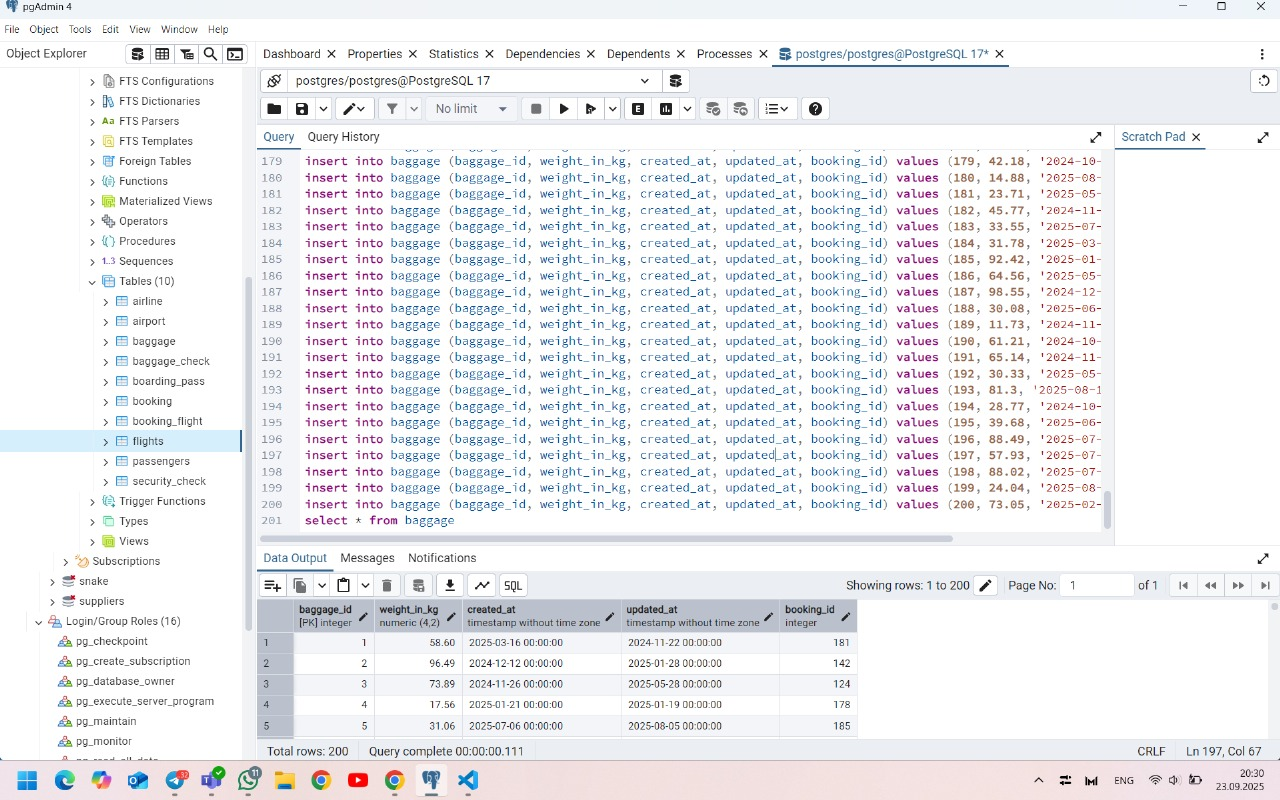 pgAdmin 4
File Object Tools Edit View Window Help
Object Explorer
Dashboard Properties Statistics Dependencies Dependents Processes postgres/postgres@PostgreSQL 17*
postgres/postgres@PostgreSQL 17
No limit
E
SQL
Query Query History
Scratch Pad
FTS Configurations
FTS Dictionaries
Aa FTS Parsers
FTS Templates
Foreign Tables
Functions
Materialized Views
Operators
Procedures
1..3 Sequences
Tables (10)
airline
airport
baggage
baggage_check
boarding_pass
booking
booking_flight
flights
passengers
security_check
Trigger Functions
Types
Views
Subscriptions
snake
suppliers
Login/Group Roles (16)
pg_checkpoint
pg_create_subscription
pg_database_owner
pg_execute_server_program
pg_maintain
pg_monitor
179 insert into baggage (baggage_id, weight_in_kg, created_at, updated_at, booking_id) values (179, 42.18, '2024-10-
180 insert into baggage (baggage_id, weight_in_kg, created_at, updated_at, booking_id) values (180, 14.88, '2025-08-
181 insert into baggage (baggage_id, weight_in_kg, created_at, updated_at, booking_id) values (181, 23.71, '2025-05-
182 insert into baggage (baggage_id, weight_in_kg, created_at, updated_at, booking_id) values (182, 45.77, '2024-11-
183 insert into baggage (baggage_id, weight_in_kg, created_at, updated_at, booking_id) values (183, 33.55, '2025-07-
184 insert into baggage (baggage_id, weight_in_kg, created_at, updated_at, booking_id) values (184, 31.78, '2025-03-
185 insert into baggage (baggage_id, weight_in_kg, created_at, updated_at, booking_id) values (185, 92.42, '2025-01-
186 insert into baggage (baggage_id, weight_in_kg, created_at, updated_at, booking_id) values (186, 64.56, '2025-05-
187 insert into baggage (baggage_id, weight_in_kg, created_at, updated_at, booking_id) values (187, 98.55, '2024-12-
188 insert into baggage (baggage_id, weight_in_kg, created_at, updated_at, booking_id) values (188, 30.08, '2025-06-
189 insert into baggage (baggage_id, weight_in_kg, created_at, updated_at, booking_id) values (189, 11.73, '2024-11-
190 insert into baggage (baggage_id, weight_in_kg, created_at, updated_at, booking_id) values (190, 61.21, '2024-10-
191 insert into baggage (baggage_id, weight_in_kg, created_at, updated_at, booking_id) values (191, 65.14, '2024-11-
192 insert into baggage (baggage_id, weight_in_kg, created_at, updated_at, booking_id) values (192, 30.33, '2025-05-
193 insert into baggage (baggage_id, weight_in_kg, created_at, updated_at, booking_id) values (193, 81.3, '2025-08-1
194 insert into baggage (baggage_id, weight_in_kg, created_at, updated_at, booking_id) values (194, 28.77, '2024-10-
195 insert into baggage (baggage_id, weight_in_kg, created_at, updated_at, booking_id) values (195, 39.68, '2025-06-
196 insert into baggage (baggage_id, weight_in_kg, created_at, updated_at, booking_id) values (196, 88.49, '2025-07-
197 insert into baggage (baggage_id, weight_in_kg, created_at, updated_at, booking_id) values (197, 57.93, '2025-07-
198 insert into baggage (baggage_id, weight_in_kg, created_at, updated_at, booking_id) values (198, 88.02, '2025-07-
199 insert into baggage (baggage_id, weight_in_kg, created_at, updated_at, booking_id) values (199, 24.04, '2025-08-
200 insert into baggage (baggage_id, weight_in_kg, created_at, updated_at, booking_id) values (200, 73.05, '2025-02-
201 select * from baggage
Data Output Messages Notifications
Showing rows: 1 to 200 Page No: 1 of 1
baggage_id weight_in_kg created_at updated_at booking_id
[PK] integer numeric (4,2) timestamp without time zone timestamp without time zone integer
1 1 58.60 2025-03-16 00:00:00 2024-11-22 00:00:00 181
2 2 96.49 2024-12-12 00:00:00 2025-01-28 00:00:00 142
3 3 73.89 2024-11-26 00:00:00 2025-05-28 00:00:00 124
4 4 17.56 2025-01-21 00:00:00 2025-01-19 00:00:00 178
5 5 31.06 2025-07-06 00:00:00 2025-08-05 00:00:00 185
Total rows: 200 Query complete 00:00:00.111 CRLF Ln 197, Col 67
32 11 ENG 20:30
23.09.2025